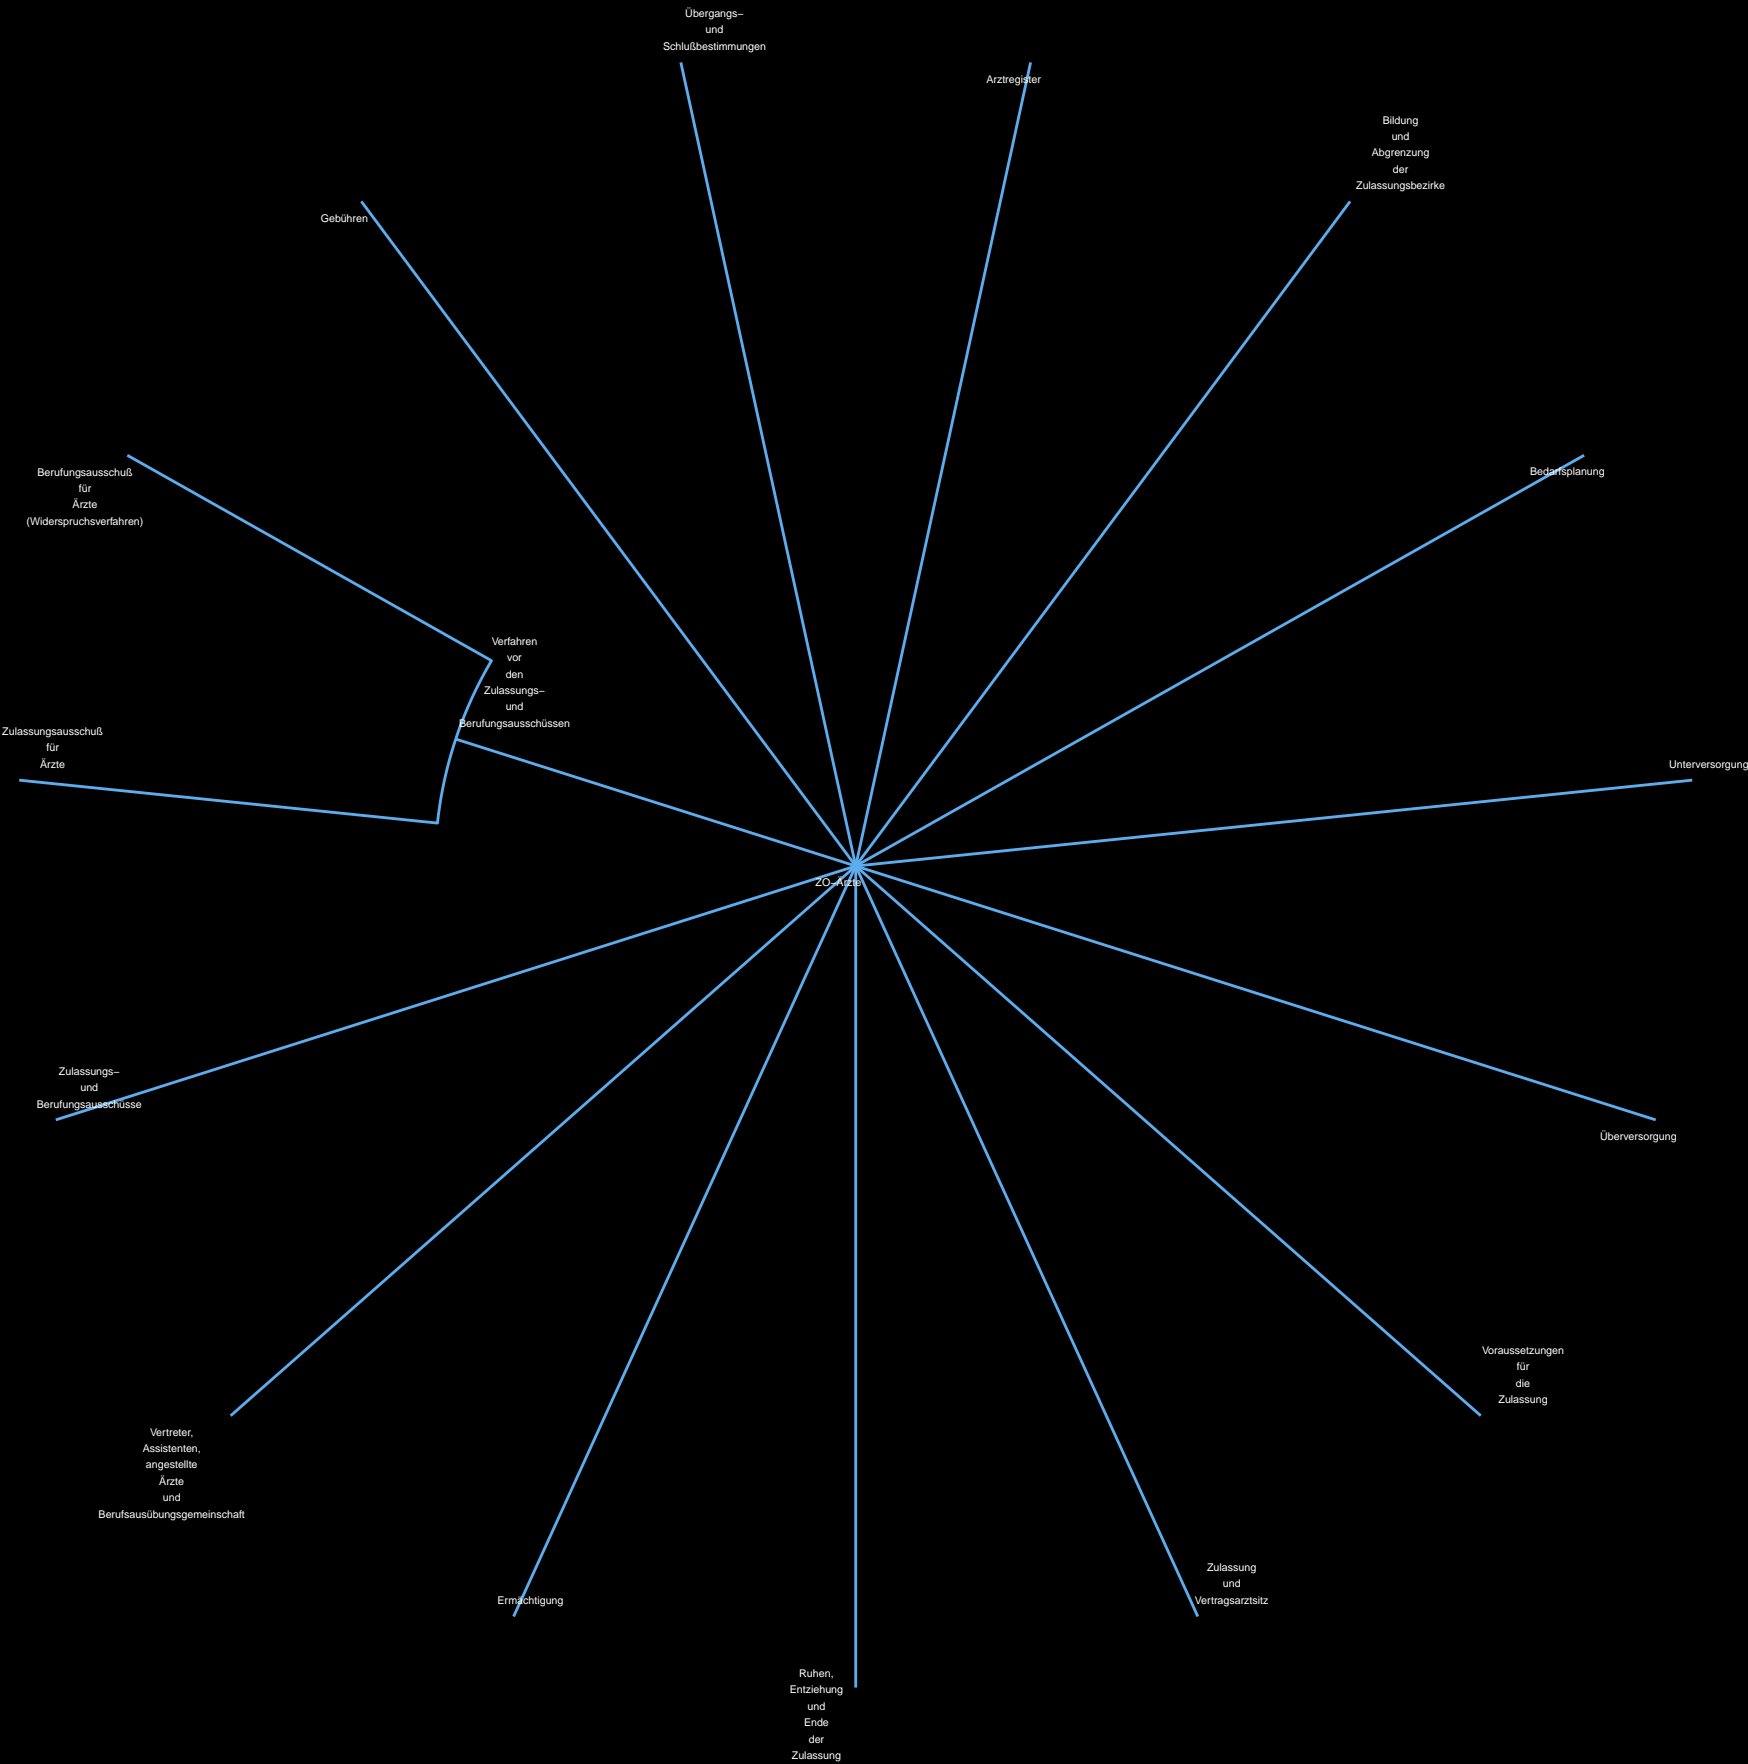 Übergangs–
und
Schlußbestimmungen
Arztregister
Bildung
und
Abgrenzung
der
Zulassungsbezirke
Gebühren
Berufungsausschuß
für
Ärzte
(Widerspruchsverfahren)
Bedarfsplanung
Verfahren
vor
den
Zulassungs–
und
Berufungsausschüssen
Zulassungsausschuß
für
Ärzte
Unterversorgung
ZO–Ärzte
Zulassungs–
und
Berufungsausschüsse
Überversorgung
Voraussetzungen
für
die
Zulassung
Vertreter,
Assistenten,
angestellte
Ärzte
und
Berufsausübungsgemeinschaft
Zulassung
und
Vertragsarztsitz
Ermächtigung
Ruhen,
Entziehung
und
Ende
der
Zulassung